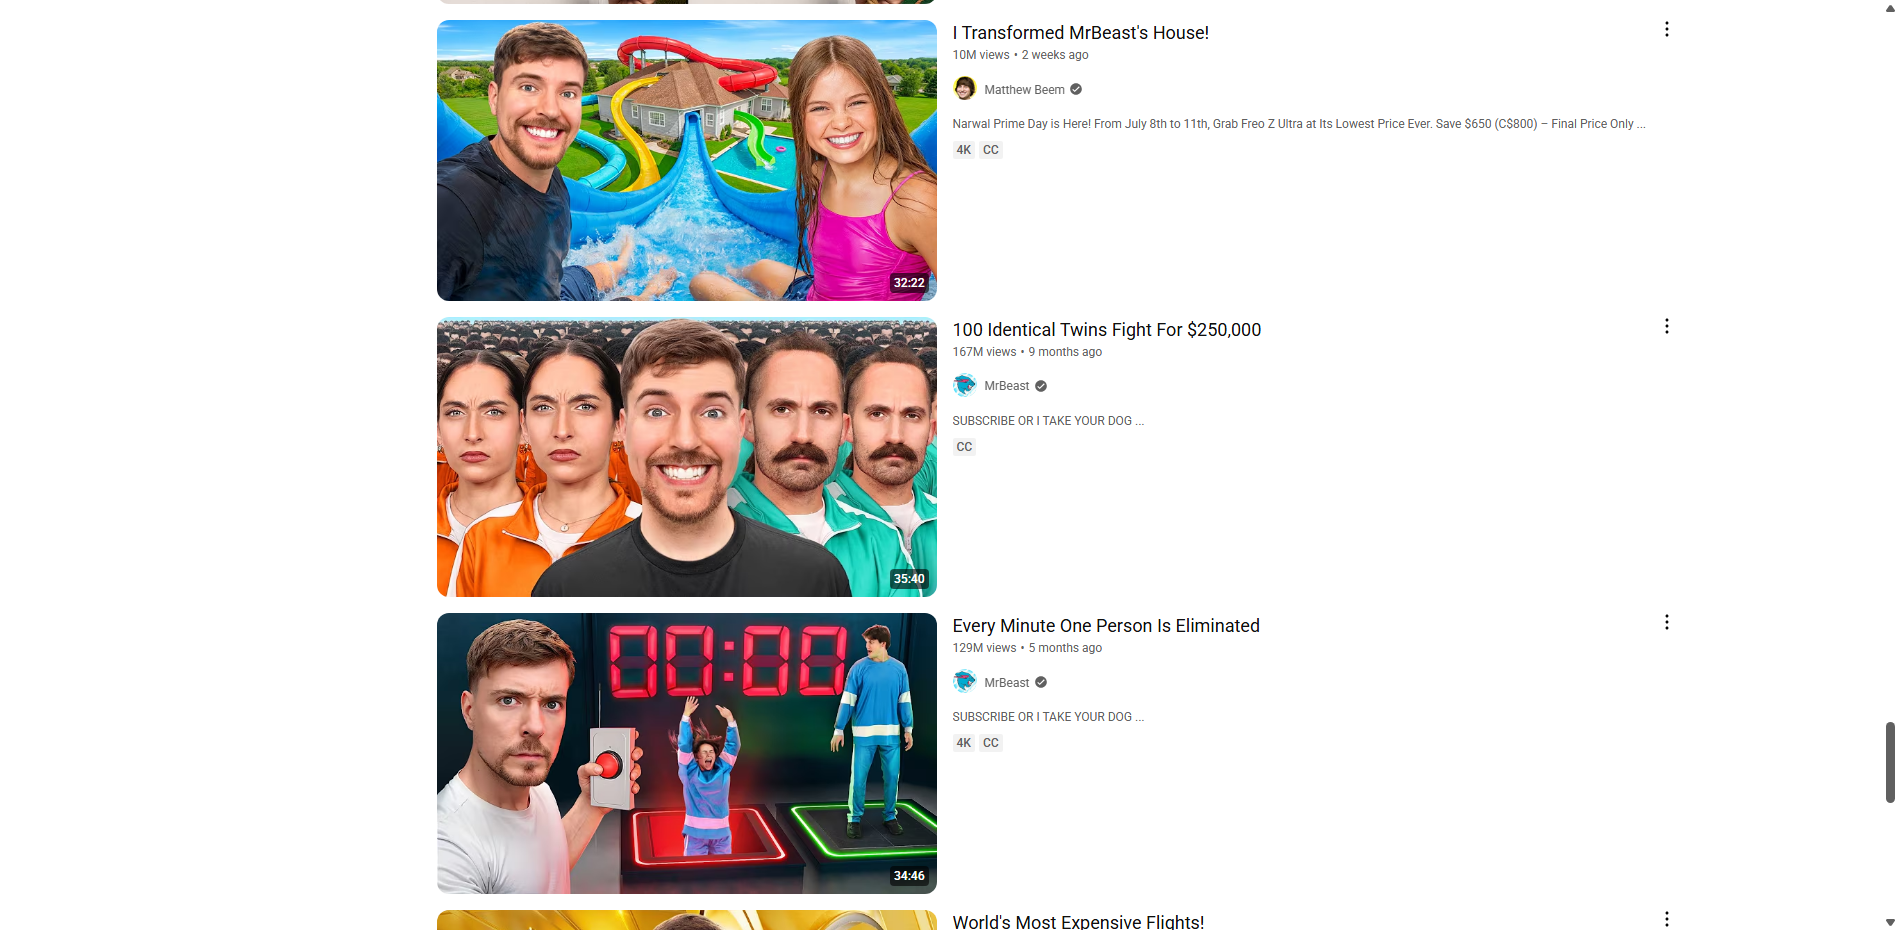 I Transformed MrBeast's House!
10M views • 2 weeks ago
Matthew Beem
Narwal Prime Day is Here! From July 8th to 11th, Grab Freo Z Ultra at Its Lowest Price Ever. Save $650 (C$800) – Final Price Only ...
4K CC
32:22
100 Identical Twins Fight For $250,000
167M views • 9 months ago
MrBeast
SUBSCRIBE OR I TAKE YOUR DOG ...
CC
35:40
Every Minute One Person Is Eliminated
129M views • 5 months ago
MrBeast
SUBSCRIBE OR I TAKE YOUR DOG ...
4K CC
00:00
34:46
World's Most Expensive Flights!